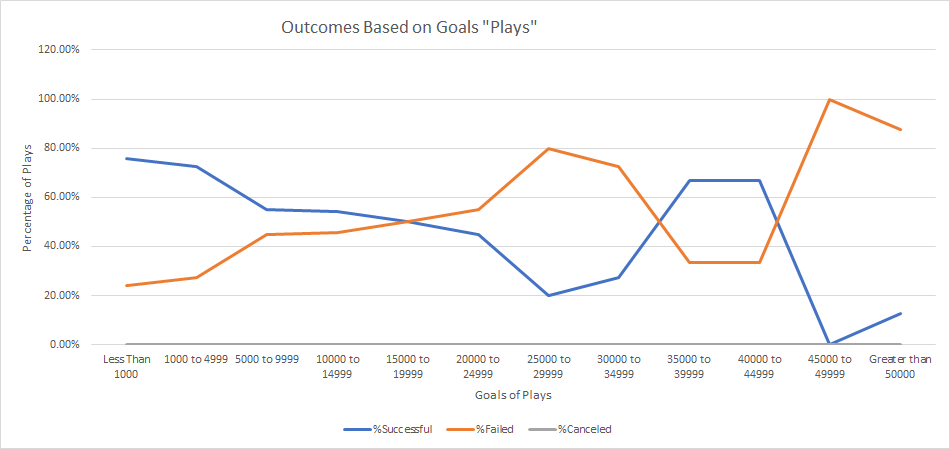 Outcomes Based on Goals "Plays"
120.00%
100.00%
80.00%
60.00%
40.00%
20.00%
0.00%
Percentage of Plays
Less Than
1000
1000 to 4999
5000 to 9999
10000 to
14999
15000 to
19999
20000 to
24999
25000 to
29999
30000 to
34999
35000 to
39999
40000 to
44999
45000 to
49999
Greater than
50000
Goals of Plays
%Successful
%Failed
%Canceled